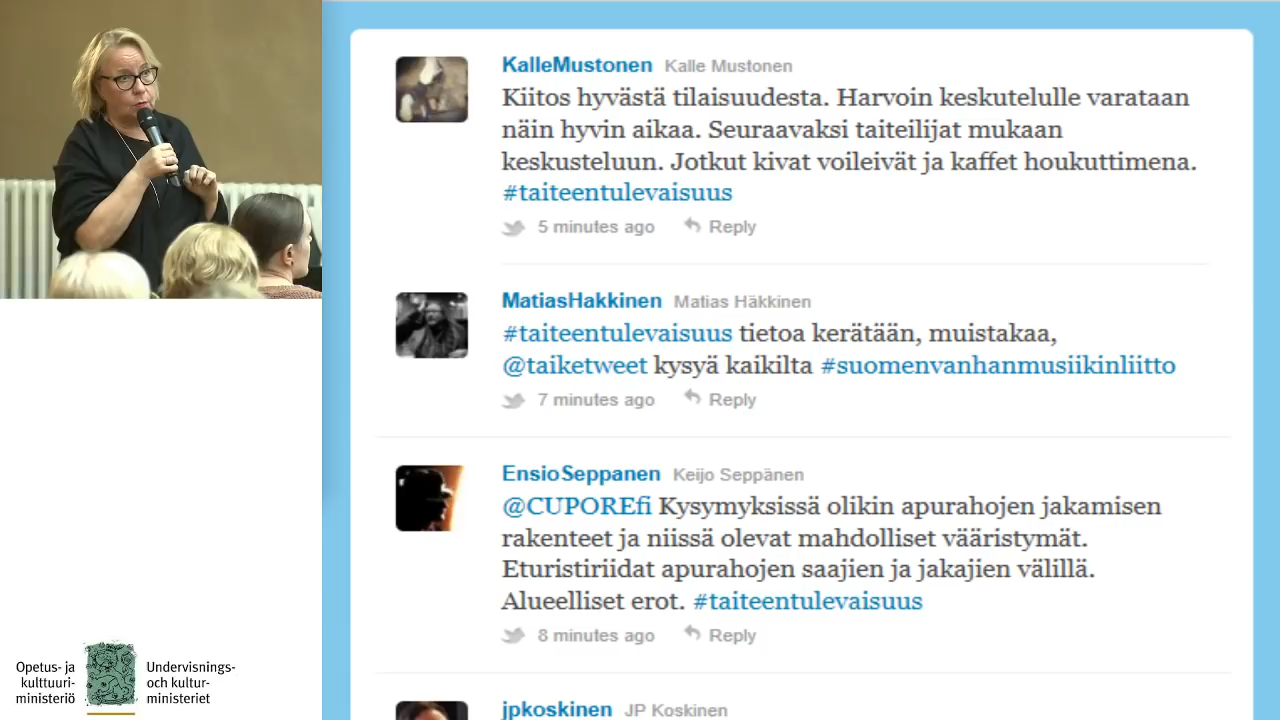 KalleMustonen Kalle Mustonen
Kiitos hyvästä tilaisuudesta. Harvoin keskutelulle varataan
näin hyvin aikaa. Seuraavaksi taiteilijat mukaan
keskusteluun. Jotkut kivat voileivät ja kaffet houkuttimena.
#taiteentulevaisuus
5 minutes ago Reply
MatiasHakkinen Matias Häkkinen
#taiteentulevaisuus tietoa kerätään, muistakaa,
@taiketweet kysyä kaikilta #suomenvanhanmusiikinliitto
7 minutes ago Reply
EnsioSeppanen Keijo Seppänen
@CUPOREfi Kysymyksissä olikin apurahojen jakamisen
rakenteet ja niissä olevat mahdolliset vääristymät.
Eturistiriidat apurahojen saajien ja jakajien välillä.
Alueelliset erot. #taiteentulevaisuus
8 minutes ago Reply
jpkoskinen JP Koskinen
Opetus- ja
kulttuuri-
ministeriö
Undervisnings-
och kultur-
ministeriet